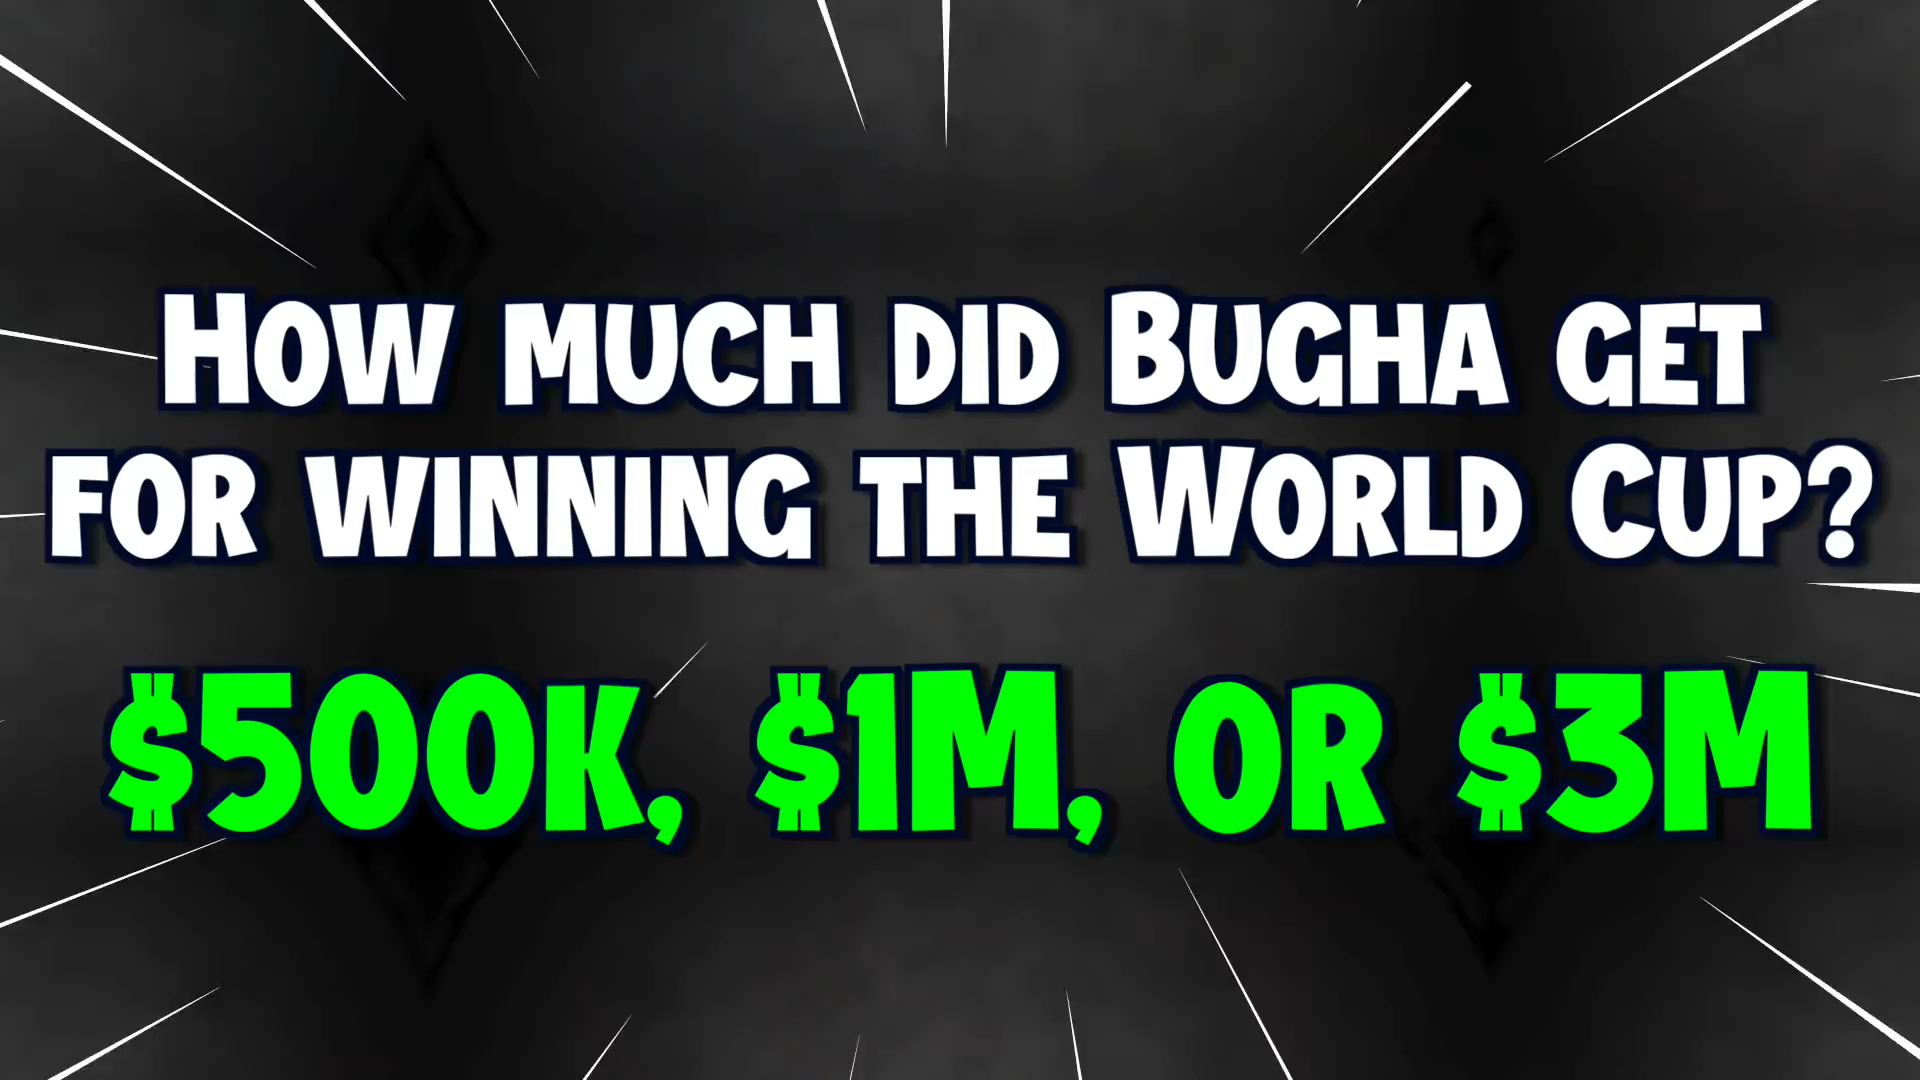 How much did Bugha get
for winning the World Cup?
$500k, $1M, or $3M